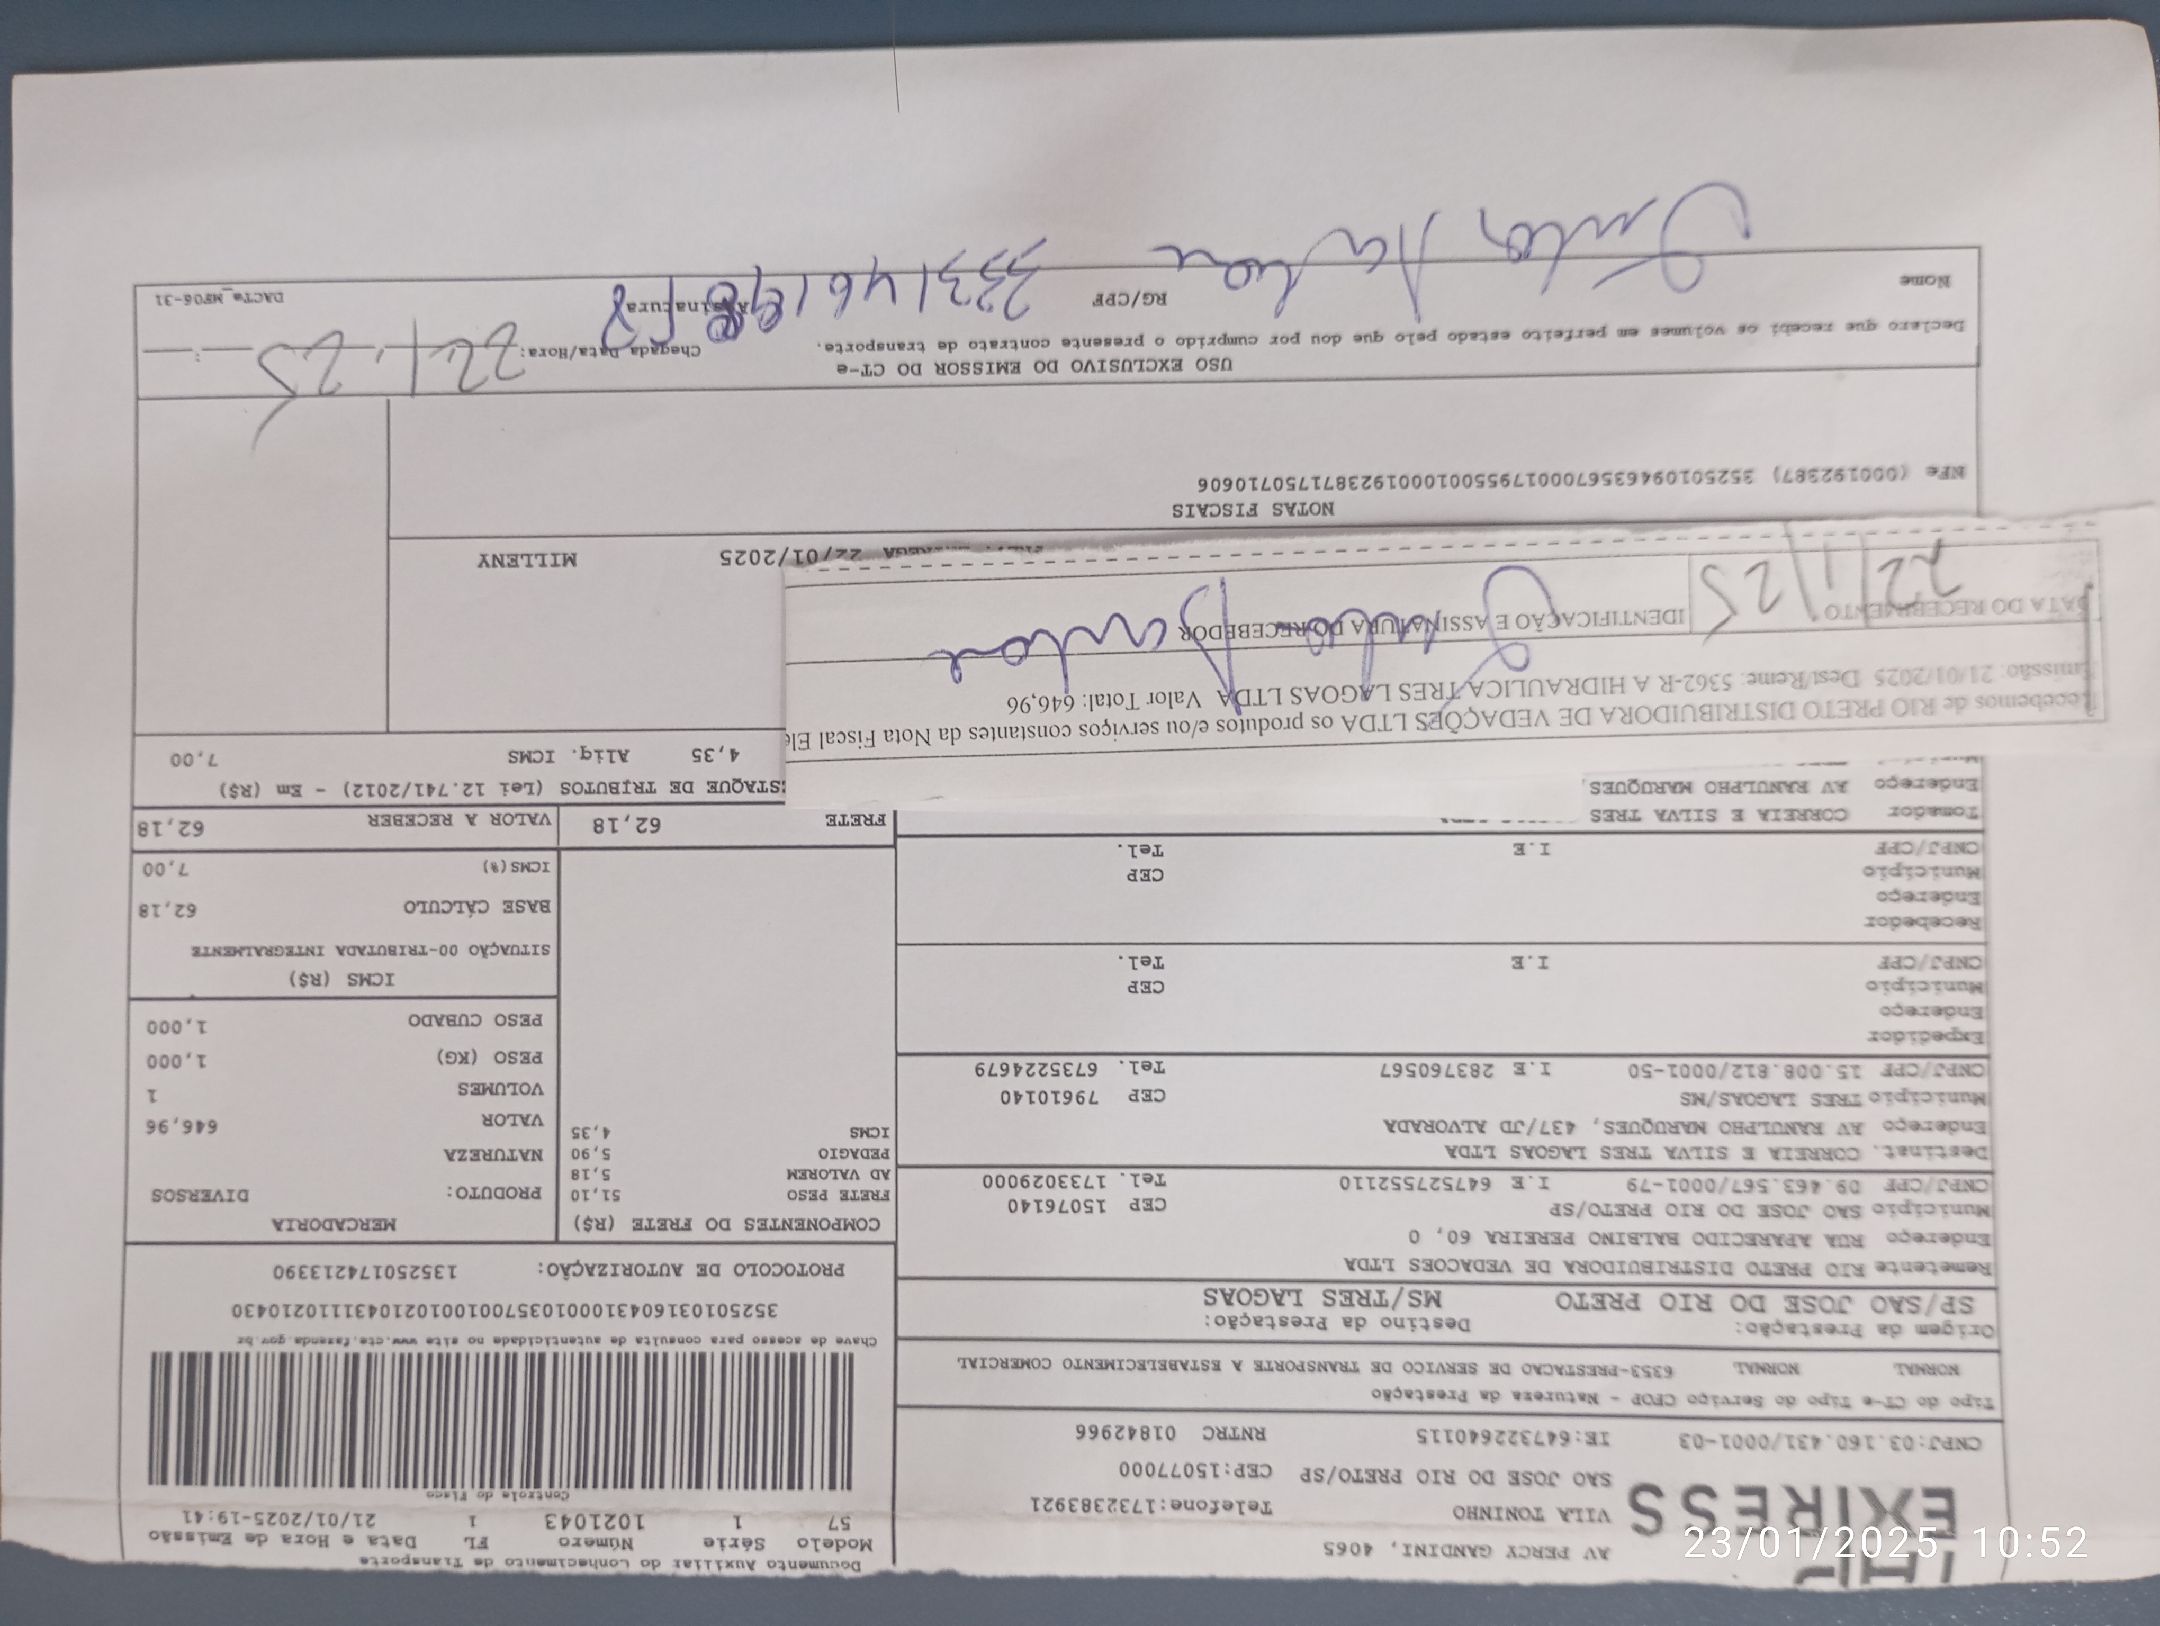 Documento Auxiliar do Conhecimento de Transporte
EXPRESS
AV PERCY GANDINI, 4065
VILA TONINHO Telefone:1732383921
SAO JOSE DO RIO PRETO/SP CEP:15077000
CNPJ:03.160.431/0001-03 IE:647322640115 RNTRC 01842966
Modelo Série Número FL Data e Hora de Emissão
57 1 1021043 1 21/01/2025-19:41
Controle do Fisco
Chave de acesso para consulta de autenticidade no site www.cte.fazenda.gov.br
35250103160431000103570010010210431110210430
PROTOCOLO DE AUTORIZAÇÃO: 135250174213390
Tipo do CT-e Tipo do Serviço CFOP - Natureza da Prestação
NORMAL NORMAL 6353-PRESTACAO DE SERVICO DE TRANSPORTE A ESTABELECIMENTO COMERCIAL
Origem da Prestação: Destino da Prestação:
SP/SAO JOSE DO RIO PRETO MS/TRES LAGOAS
Remetente RIO PRETO DISTRIBUIDORA DE VEDACOES LTDA
Endereço RUA APARECIDO BALBINO PEREIRA 60, 0
Município SAO JOSE DO RIO PRETO/SP CEP 15076140
CNPJ/CPF 09.463.567/0001-79 I.E 647527552110 Tel. 1733029000
Destinat. CORREIA E SILVA TRES LAGOAS LTDA
Endereço AV RANULPHO MARUQUES, 437/JD ALVORADA
Município TRES LAGOAS/MS CEP 79610140
CNPJ/CPF 15.008.812/0001-50 I.E 283760567 Tel. 6735224679
Expedidor
Endereço
Município CEP
CNPJ/CPF I.E Tel.
Recebedor
Endereço
Município CEP
CNPJ/CPF I.E Tel.
Tomador CORREIA E SILVA TRES
Endereço AV RANULPHO MARUQUES,
COMPONENTES DO FRETE (R$)
FRETE PESO 51,10
AD VALOREM 5,18
PEDAGIO 5,90
ICMS 4,35
FRETE 62,18
MERCADORIA
PRODUTO: DIVERSOS
NATUREZA
VALOR 646,96
VOLUMES 1
PESO (KG) 1,000
PESO CUBADO 1,000
ICMS (R$)
SITUAÇÃO 00-TRIBUTADA INTEGRALMENTE
BASE CÁLCULO 62,18
ICMS(%) 7,00
VALOR A RECEBER 62,18
STAQUE DE TRIBUTOS (Lei 12.741/2012) - Em (R$)
4,35 Aliq. ICMS 7,00
Recebemos de RIO PRETO DISTRIBUIDORA DE VEDAÇÕES LTDA os produtos e/ou serviços constantes da Nota Fiscal El
Emissão: 21/01/2025 Dest/Reme: 5362-R A HIDRAULICA TRES LAGOAS LTDA Valor Total: 646,96
DATA DO RECEBIMENTO IDENTIFICAÇÃO E ASSINATURA DO RECEBEDOR
22/1/25
22/01/2025 MILLENY
NOTAS FISCAIS
NFe (000192387) 35250109463567000179550010001923871750710606
USO EXCLUSIVO DO EMISSOR DO CT-e
Declaro que recebi os volumes em perfeito estado pelo que dou por cumprido o presente contrato de transporte.
Chegada Data/Hora: 22/1/25
Nome RG/CPF Assinatura DACTe_MF06-31
23/01/2025 10:52